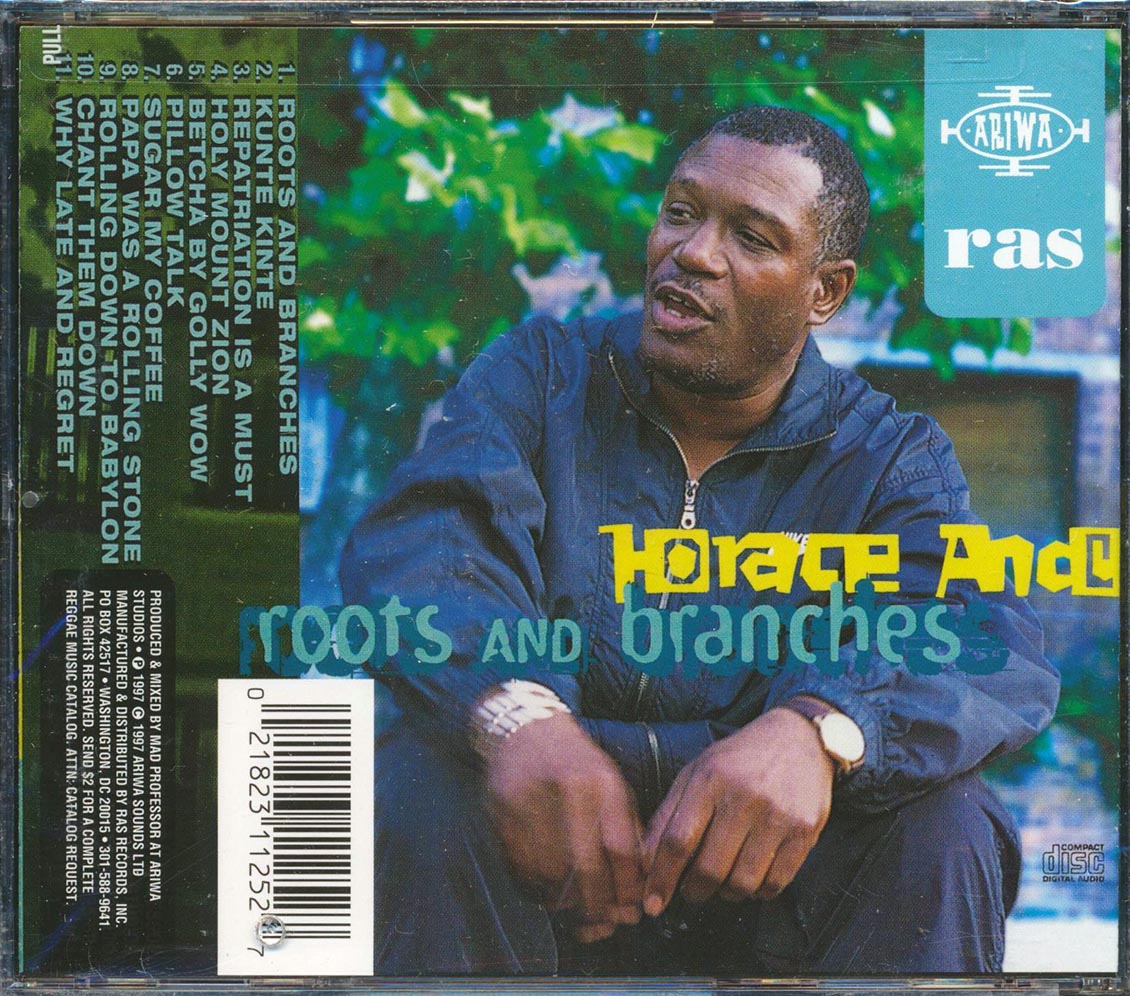 PULL
1. ROOTS AND BRANCHES
2. KUNTE KINTE
3. REPATRIATION IS A MUST
4. HOLY MOUNT ZION
5. BETCHA BY GOLLY WOW
6. PILLOW TALK
7. SUGAR MY COFFEE
8. PAPA WAS A ROLLING STONE
9. ROLLING DOWN TO BABYLON
10. CHANT THEM DOWN
11. WHY LATE AND REGRET
ARIWA
ras
Horace Andy
roots AND branches
PRODUCED & MIXED BY MAD PROFESSOR AT ARIWA
STUDIOS • ℗ 1997 © 1997 ARIWA SOUNDS LTD
MANUFACTURED & DISTRIBUTED BY RAS RECORDS, INC.
PO BOX 42517 • WASHINGTON, DC 20015 • 301-588-9641.
ALL RIGHTS RESERVED. SEND $2 FOR A COMPLETE
REGGAE MUSIC CATALOG. ATTN: CATALOG REQUEST.
0 21823 11252 7
COMPACT
disc
DIGITAL AUDIO